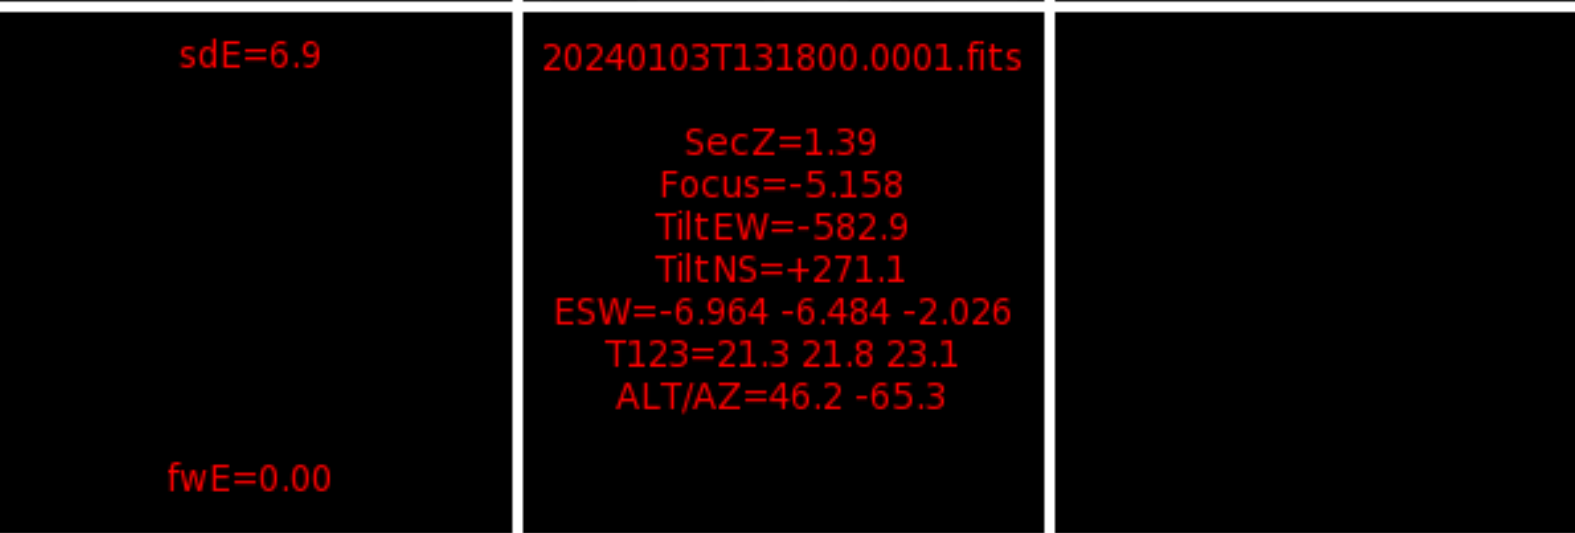 sdE=6.9
20240103T131800.0001.fits
SecZ=1.39
Focus=-5.158
TiltEW=-582.9
TiltNS=+271.1
ESW=-6.964 -6.484 -2.026
T123=21.3 21.8 23.1
ALT/AZ=46.2 -65.3
fwE=0.00